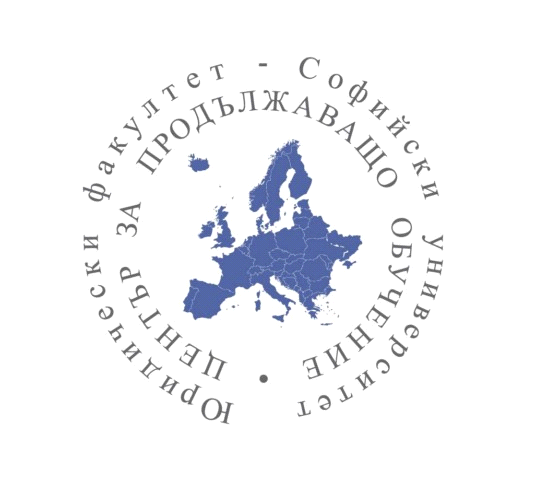 Юридически факултет - Софийски университет
ЦЕНТЪР ЗА ПРОДЪЛЖАВАЩО ОБУЧЕНИЕ •